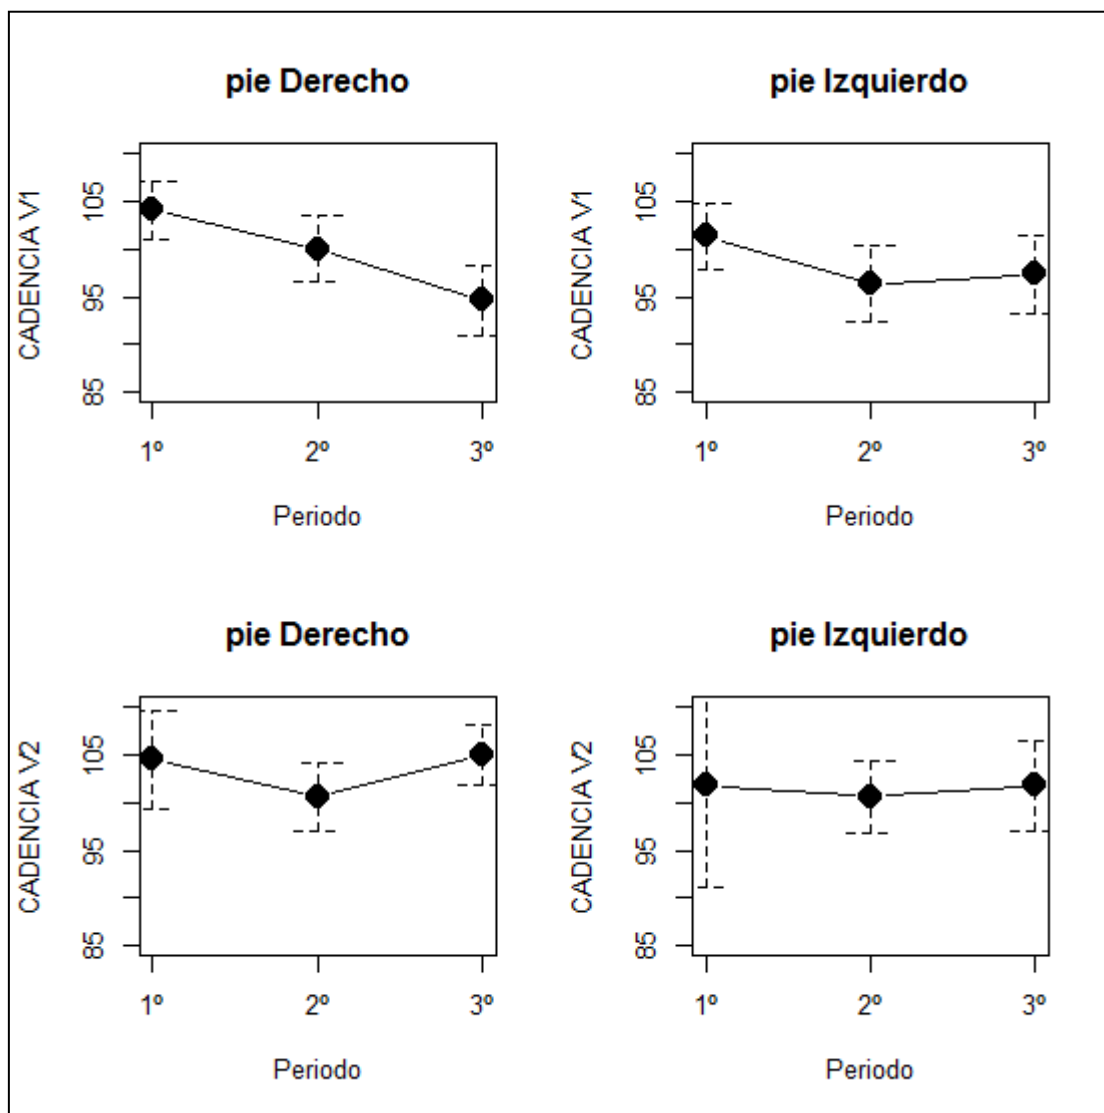 pie Derecho
CADENCIA V1
105
95
85
1º 2º 3º
Periodo
pie Izquierdo
CADENCIA V1
105
95
85
1º 2º 3º
Periodo
pie Derecho
CADENCIA V2
105
95
85
1º 2º 3º
Periodo
pie Izquierdo
CADENCIA V2
105
95
85
1º 2º 3º
Periodo